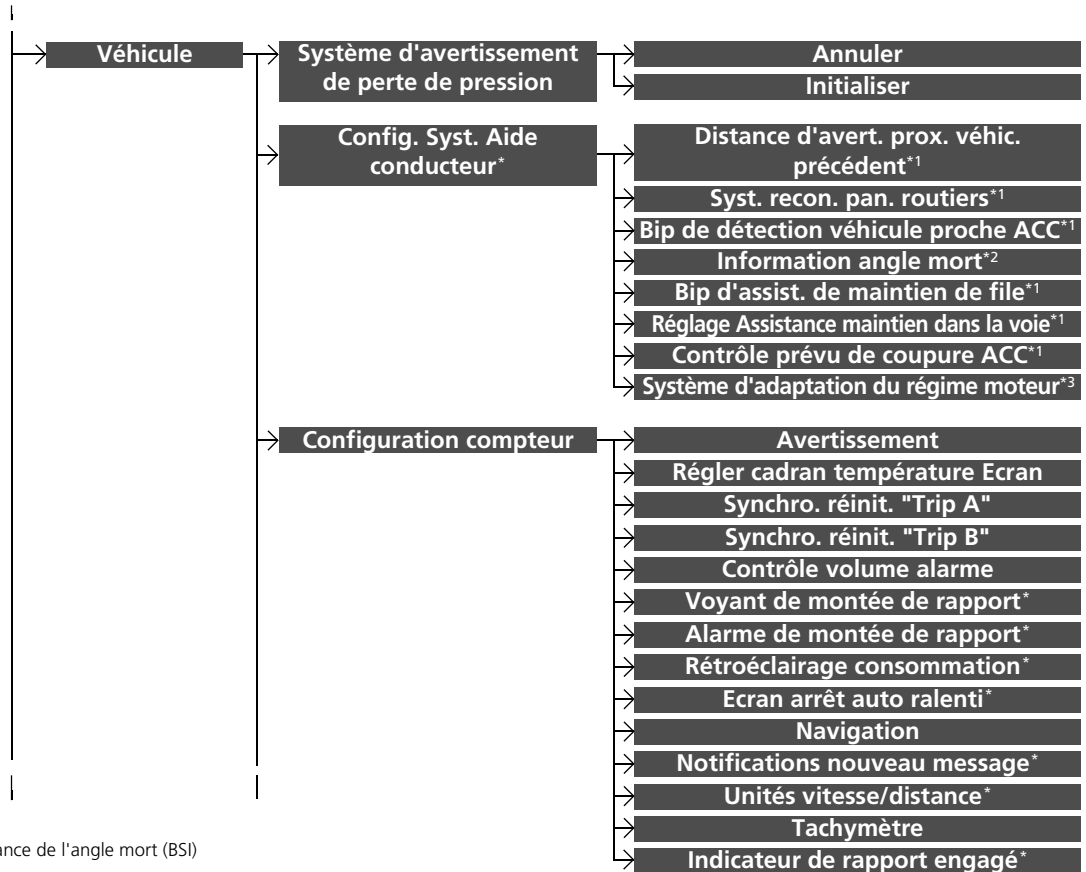 Véhicule
Système d'avertissement
de perte de pression
Annuler
Initialiser
Config. Syst. Aide
conducteur*
Distance d'avert. prox. véhic.
précédent*1
Syst. recon. pan. routiers*1
Bip de détection véhicule proche ACC*1
Information angle mort*2
Bip d'assist. de maintien de file*1
Réglage Assistance maintien dans la voie*1
Contrôle prévu de coupure ACC*1
Système d'adaptation du régime moteur*3
Configuration compteur
Avertissement
Régler cadran température Ecran
Synchro. réinit. "Trip A"
Synchro. réinit. "Trip B"
Contrôle volume alarme
Voyant de montée de rapport*
Alarme de montée de rapport*
Rétroéclairage consommation*
Ecran arrêt auto ralenti*
Navigation
Notifications nouveau message*
Unités vitesse/distance*
Tachymètre
Indicateur de rapport engagé*
ance de l'angle mort (BSI)